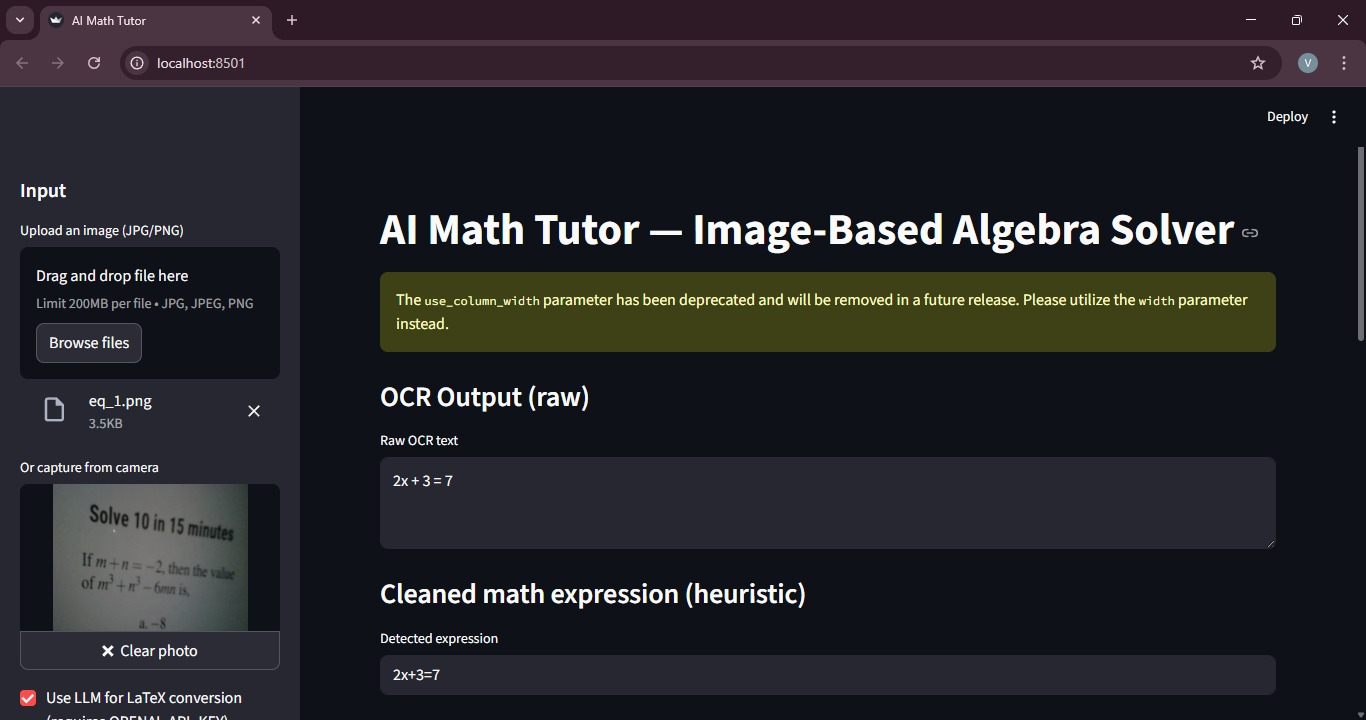 AI Math Tutor
localhost:8501
V
Deploy
Input
Upload an image (JPG/PNG)
Drag and drop file here
Limit 200MB per file • JPG, JPEG, PNG
Browse files
eq_1.png
3.5KB
Or capture from camera
Solve 10 in 15 minutes
If m+n = −2, then the value
of m³+n³−6mn is,
a. −8
Clear photo
Use LLM for LaTeX conversion
(requires OPENAI_API_KEY)
AI Math Tutor — Image-Based Algebra Solver
The use_column_width parameter has been deprecated and will be removed in a future release. Please utilize the width parameter
instead.
OCR Output (raw)
Raw OCR text
2x + 3 = 7
Cleaned math expression (heuristic)
Detected expression
2x+3=7